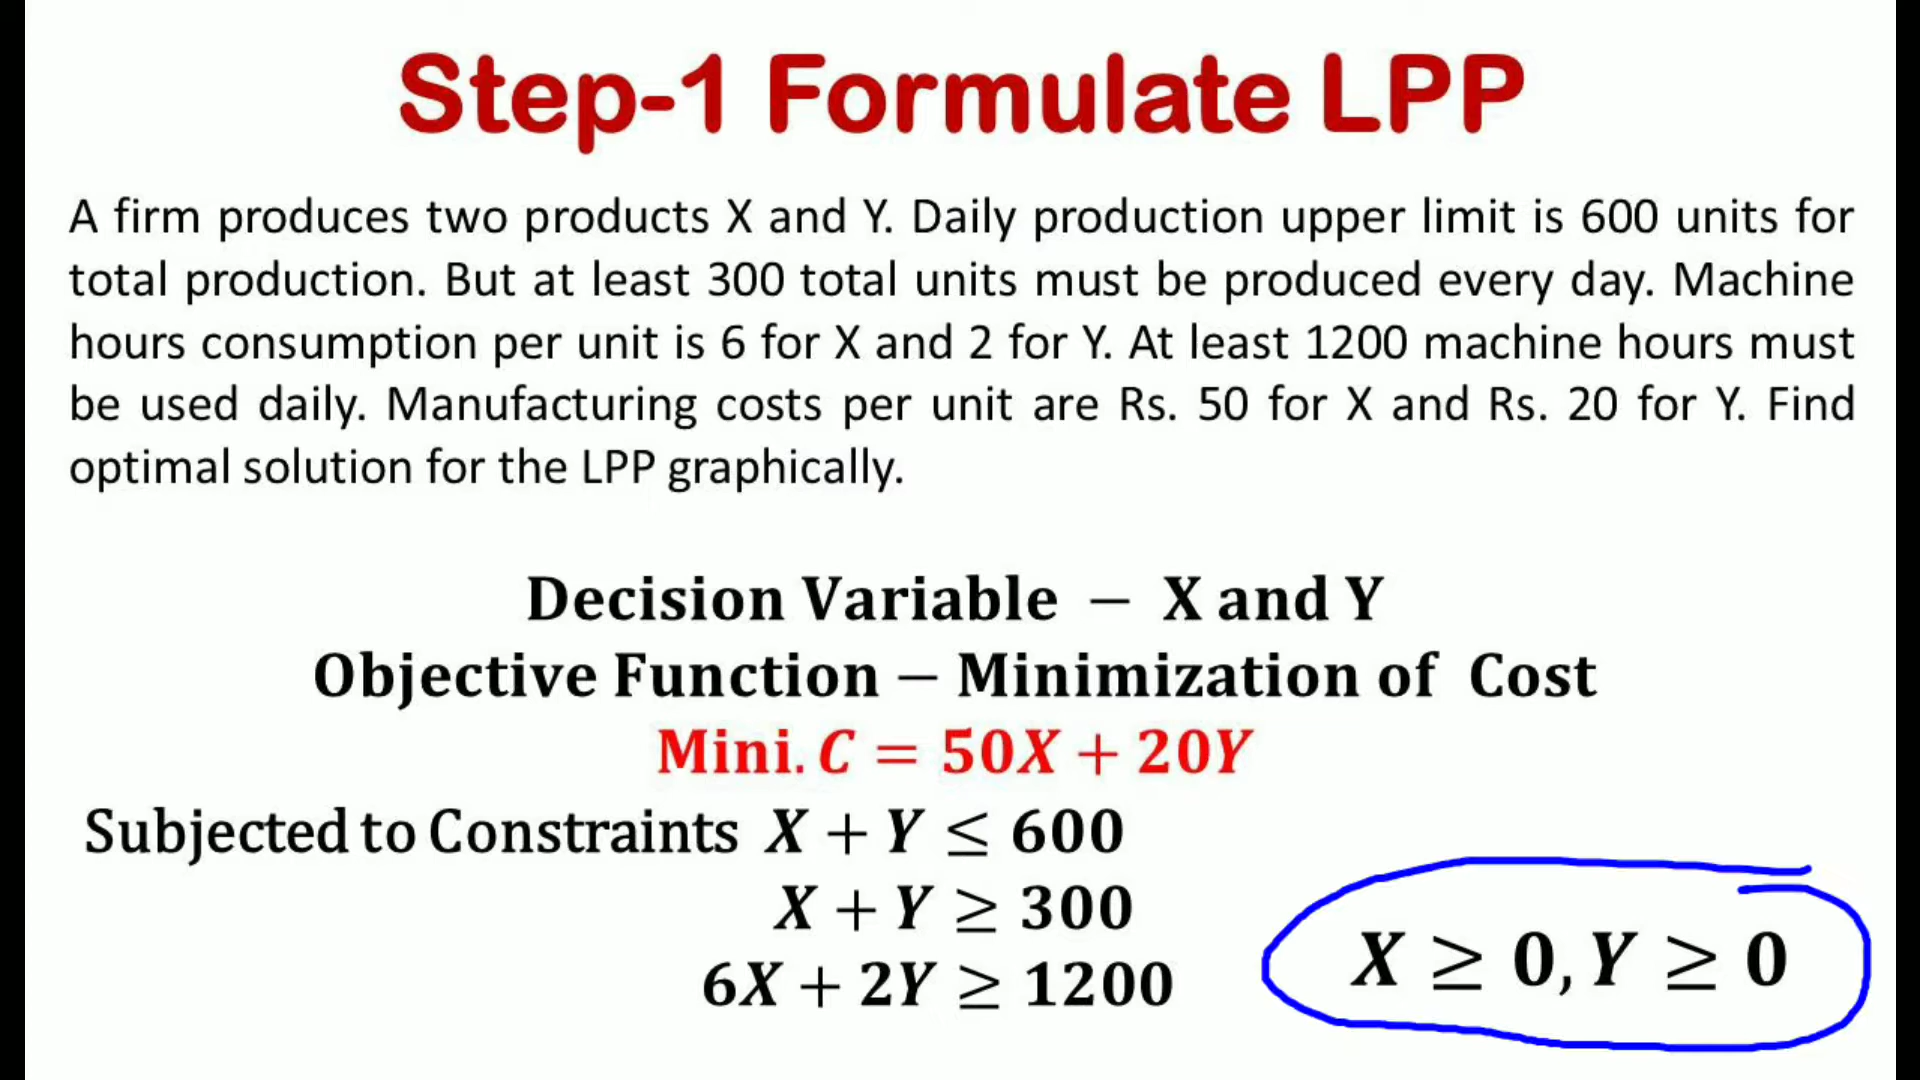 Step-1 Formulate LPP
A firm produces two products X and Y. Daily production upper limit is 600 units for
total production. But at least 300 total units must be produced every day. Machine
hours consumption per unit is 6 for X and 2 for Y. At least 1200 machine hours must
be used daily. Manufacturing costs per unit are Rs. 50 for X and Rs. 20 for Y. Find
optimal solution for the LPP graphically.
Decision Variable – X and Y
Objective Function – Minimization of Cost
Mini. C = 50X + 20Y
Subjected to Constraints X + Y ≤ 600
X + Y ≥ 300
6X + 2Y ≥ 1200
X ≥ 0, Y ≥ 0